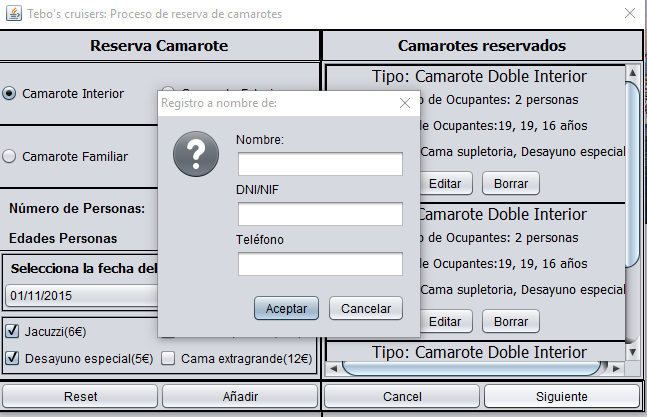 Tebo's cruisers: Proceso de reserva de camarotes
Reserva Camarote
Camarote Interior
Camarote Familiar
Número de Personas:
Edades Personas
Selecciona la fecha del
01/11/2015
Jacuzzi(6€)
Desayuno especial(5€)
Cama extragrande(12€)
Reset
Añadir
Registro a nombre de:
Nombre:
DNI/NIF
Teléfono
Aceptar
Cancelar
Camarotes reservados
Tipo: Camarote Doble Interior
o de Ocupantes: 2 personas
de Ocupantes:19, 19, 16 años
Cama supletoria, Desayuno especial
Editar
Borrar
Camarote Doble Interior
o de Ocupantes: 2 personas
de Ocupantes:19, 19, 16 años
Cama supletoria, Desayuno especial
Editar
Borrar
Tipo: Camarote Doble Interior
Cancel
Siguiente